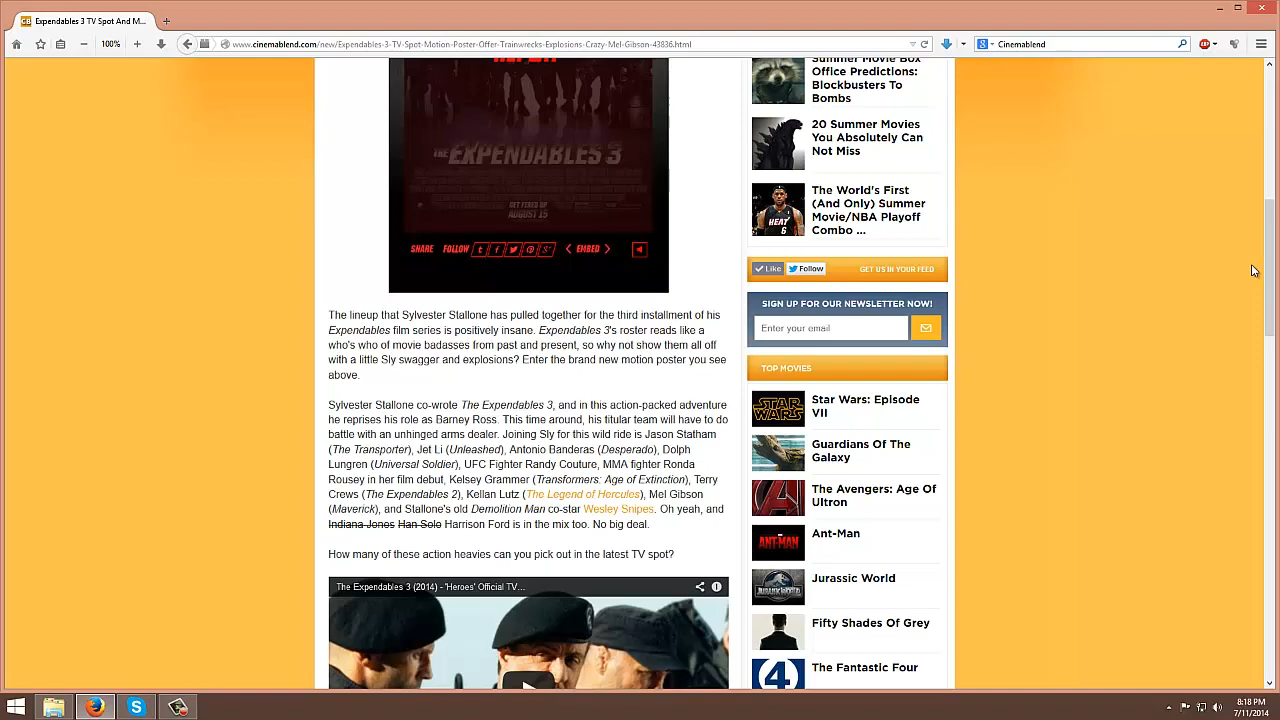 Expendables 3 TV Spot And M...
100%
www.cinemablend.com/new/Expendables-3-TV-Spot-Motion-Poster-Offer-Trainwrecks-Explosions-Crazy-Mel-Gibson-43836.html
Cinemablend
THE EXPENDABLES 3
GET FIRED UP
AUGUST 15
SHARE FOLLOW EMBED
The lineup that Sylvester Stallone has pulled together for the third installment of his
Expendables film series is positively insane. Expendables 3's roster reads like a
who's who of movie badasses from past and present, so why not show them all off
with a little Sly swagger and explosions? Enter the brand new motion poster you see
above.
Sylvester Stallone co-wrote The Expendables 3, and in this action-packed adventure
he reprises his role as Barney Ross. This time around, his titular team will have to do
battle with an unhinged arms dealer. Joining Sly for this wild ride is Jason Statham
(The Transporter), Jet Li (Unleashed), Antonio Banderas (Desperado), Dolph
Lungren (Universal Soldier), UFC Fighter Randy Couture, MMA fighter Ronda
Rousey in her film debut, Kelsey Grammer (Transformers: Age of Extinction), Terry
Crews (The Expendables 2), Kellan Lutz (The Legend of Hercules), Mel Gibson
(Maverick), and Stallone's old Demolition Man co-star Wesley Snipes. Oh yeah, and
Indiana Jones Han Solo Harrison Ford is in the mix too. No big deal.
How many of these action heavies can you pick out in the latest TV spot?
The Expendables 3 (2014) - 'Heroes' Official TV...
Summer Movie Box
Office Predictions:
Blockbusters To
Bombs
20 Summer Movies
You Absolutely Can
Not Miss
The World's First
(And Only) Summer
Movie/NBA Playoff
Combo ...
HEAT
6
Like Follow GET US IN YOUR FEED
SIGN UP FOR OUR NEWSLETTER NOW!
Enter your email
TOP MOVIES
STAR WARS
Star Wars: Episode
VII
Guardians Of The
Galaxy
The Avengers: Age Of
Ultron
ANT-MAN
Ant-Man
Jurassic World
Fifty Shades Of Grey
4
The Fantastic Four
8:18 PM
7/11/2014